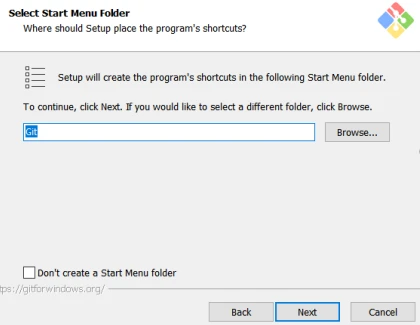 Select Start Menu Folder
Where should Setup place the program's shortcuts?
Setup will create the program's shortcuts in the following Start Menu folder.
To continue, click Next. If you would like to select a different folder, click Browse.
Git
Browse...
Don't create a Start Menu folder
tps://gitforwindows.org/
Back
Next
Cancel